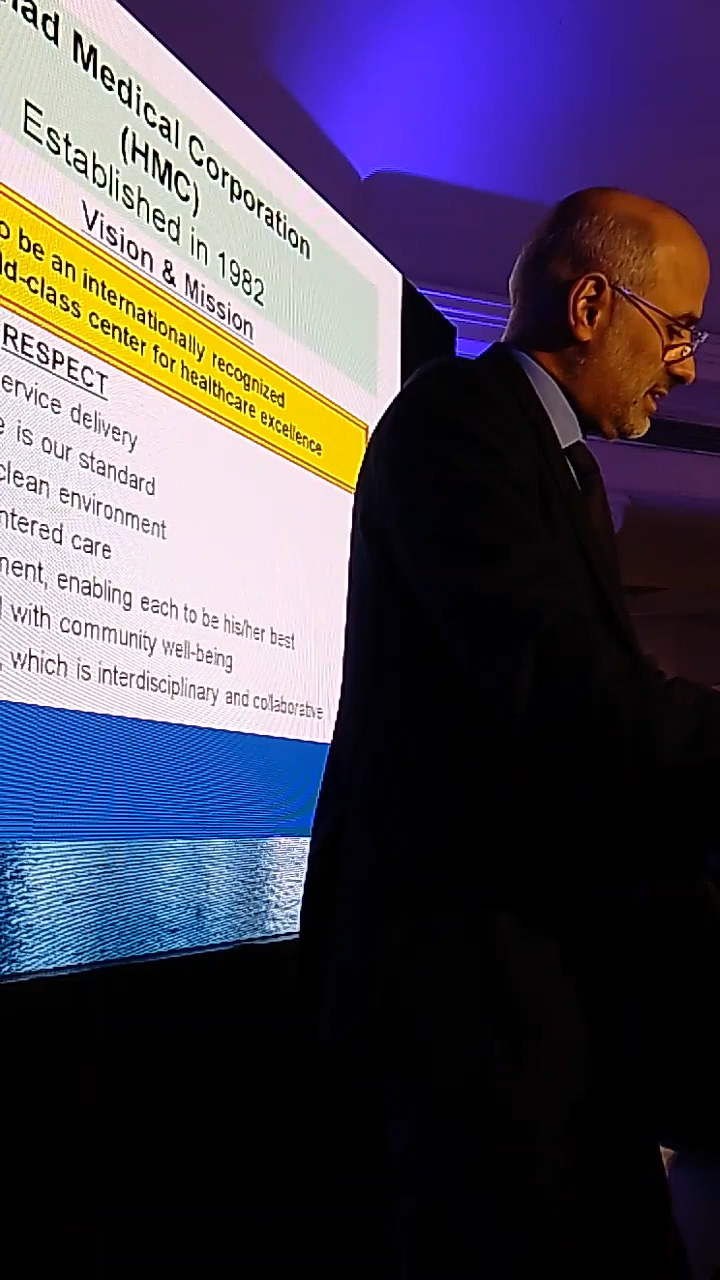 ad Medical Corporation
(HMC)
Established in 1982
Vision & Mission
o be an internationally recognized
ld-class center for healthcare excellence
RESPECT
ervice delivery
e is our standard
clean environment
ntered care
ment, enabling each to be his/her best
with community well-being
, which is interdisciplinary and collaborative